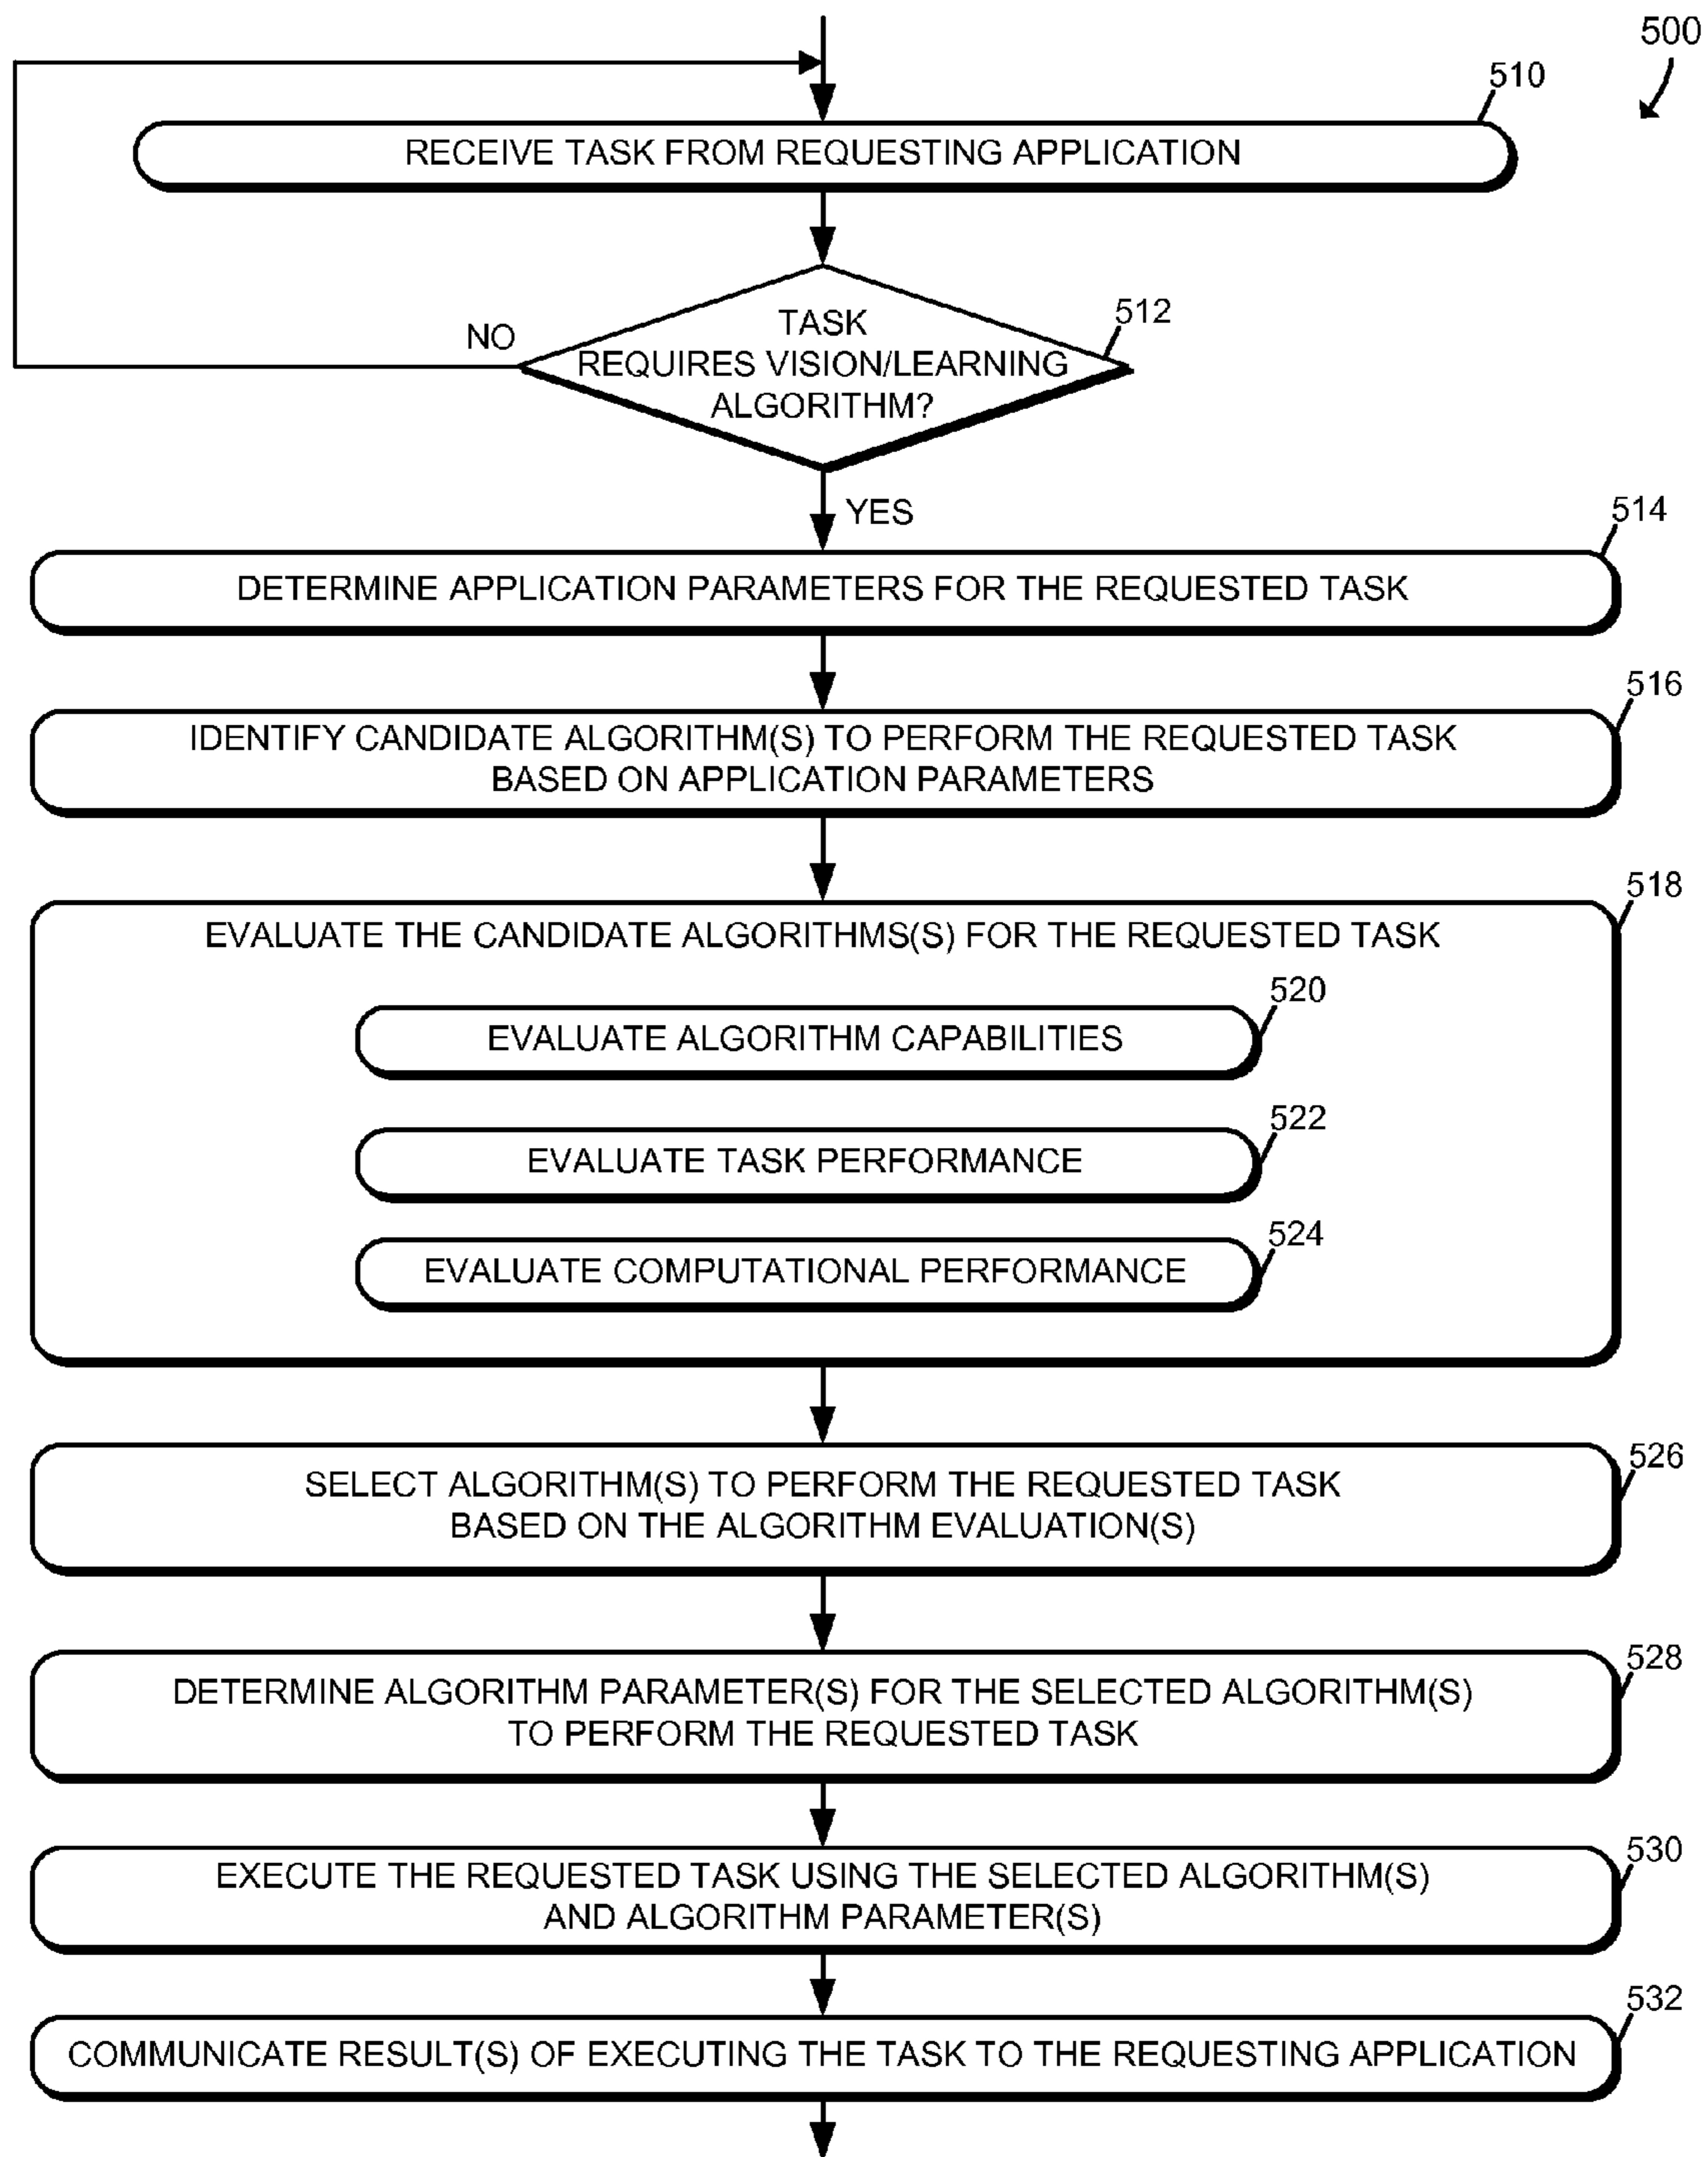 500
510
RECEIVE TASK FROM REQUESTING APPLICATION
512
TASK
REQUIRES VISION/LEARNING
ALGORITHM?
NO
YES
514
DETERMINE APPLICATION PARAMETERS FOR THE REQUESTED TASK
516
IDENTIFY CANDIDATE ALGORITHM(S) TO PERFORM THE REQUESTED TASK
BASED ON APPLICATION PARAMETERS
518
EVALUATE THE CANDIDATE ALGORITHMS(S) FOR THE REQUESTED TASK
520
EVALUATE ALGORITHM CAPABILITIES
522
EVALUATE TASK PERFORMANCE
524
EVALUATE COMPUTATIONAL PERFORMANCE
526
SELECT ALGORITHM(S) TO PERFORM THE REQUESTED TASK
BASED ON THE ALGORITHM EVALUATION(S)
528
DETERMINE ALGORITHM PARAMETER(S) FOR THE SELECTED ALGORITHM(S)
TO PERFORM THE REQUESTED TASK
530
EXECUTE THE REQUESTED TASK USING THE SELECTED ALGORITHM(S)
AND ALGORITHM PARAMETER(S)
532
COMMUNICATE RESULT(S) OF EXECUTING THE TASK TO THE REQUESTING APPLICATION